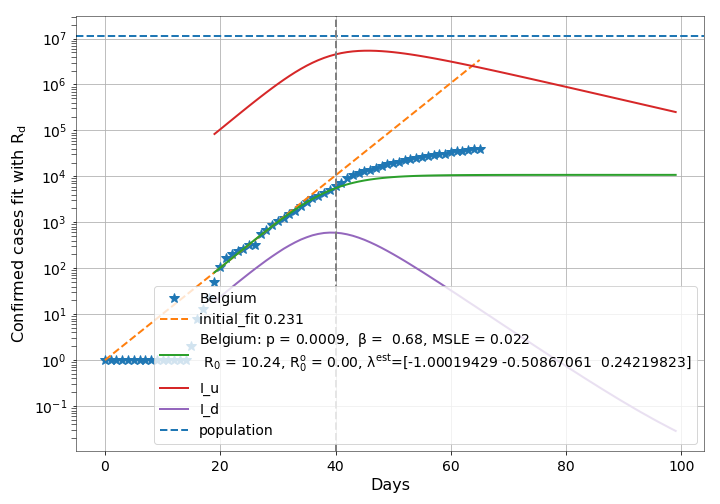 Confirmed cases fit with R_d
10^7
10^6
10^5
10^4
10^3
10^2
10^1
10^0
10^−1
Belgium
initial_fit 0.231
Belgium: p = 0.0009, β = 0.68, MSLE = 0.022
R_0 = 10.24, R_0^o = 0.00, λ^est=[-1.00019429 -0.50867061 0.24219823]
I_u
I_d
population
0 20 40 60 80 100
Days